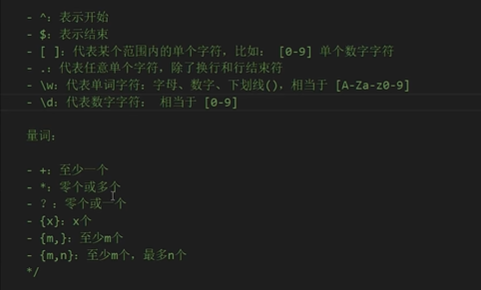 - ^: 表示开始
- $: 表示结束
- [ ]: 代表某个范围内的单个字符，比如： [0-9] 单个数字字符
- .: 代表任意单个字符，除了换行和行结束符
- \w: 代表单词字符：字母、数字、下划线()，相当于 [A-Za-z0-9]
- \d: 代表数字字符： 相当于 [0-9]
量词：
- +: 至少一个
- *: 零个或多个
- ? : 零个或一个
- {x}: x个
- {m,}: 至少m个
- {m,n}: 至少m个，最多n个
*/